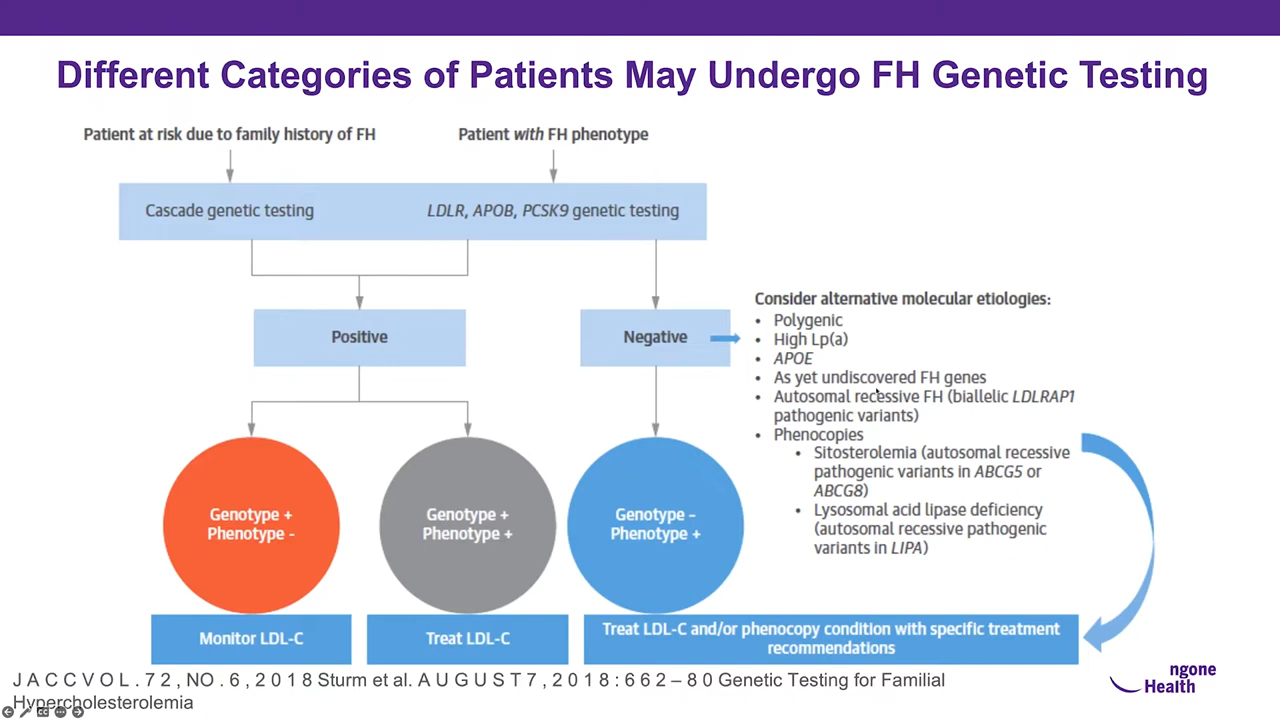 Different Categories of Patients May Undergo FH Genetic Testing
Patient at risk due to family history of FH
Patient with FH phenotype
Cascade genetic testing
LDLR, APOB, PCSK9 genetic testing
Positive
Negative
Consider alternative molecular etiologies:
• Polygenic
• High Lp(a)
• APOE
• As yet undiscovered FH genes
• Autosomal recessive FH (biallelic LDLRAP1
pathogenic variants)
• Phenocopies
• Sitosterolemia (autosomal recessive
pathogenic variants in ABCG5 or
ABCG8)
• Lysosomal acid lipase deficiency
(autosomal recessive pathogenic
variants in LIPA)
Genotype +
Phenotype -
Genotype +
Phenotype +
Genotype –
Phenotype +
Monitor LDL-C
Treat LDL-C
Treat LDL-C and/or phenocopy condition with specific treatment
recommendations
J A C C V O L . 7 2 , N O . 6 , 2 0 1 8 Sturm et al. A U G U S T 7 , 2 0 1 8 : 6 6 2 – 8 0 Genetic Testing for Familial
Hypercholesterolemia
ngone
Health